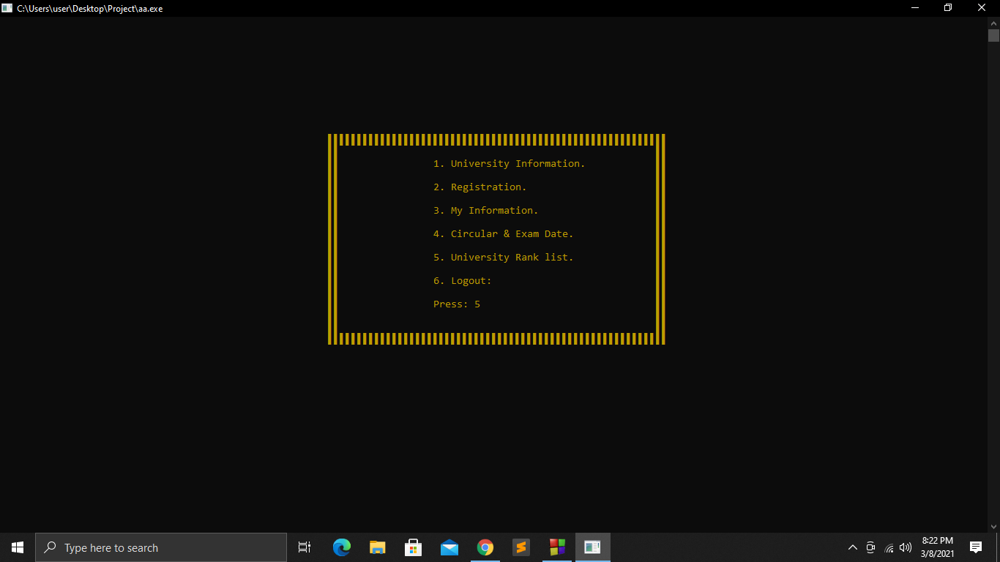 C:\Users\user\Desktop\Project\aa.exe
1. University Information.
2. Registration.
3. My Information.
4. Circular & Exam Date.
5. University Rank list.
6. Logout:
Press: 5
Type here to search
8:22 PM
3/8/2021